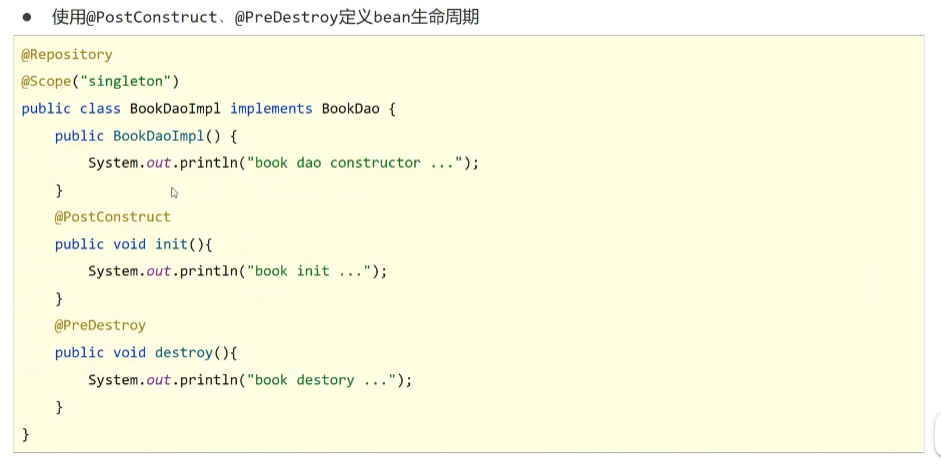 ● 使用@PostConstruct、@PreDestroy定义bean生命周期
@Repository
@Scope("singleton")
public class BookDaoImpl implements BookDao {
    public BookDaoImpl() {
        System.out.println("book dao constructor ...");
    }
    @PostConstruct
    public void init(){
        System.out.println("book init ...");
    }
    @PreDestroy
    public void destroy(){
        System.out.println("book destory ...");
    }
}